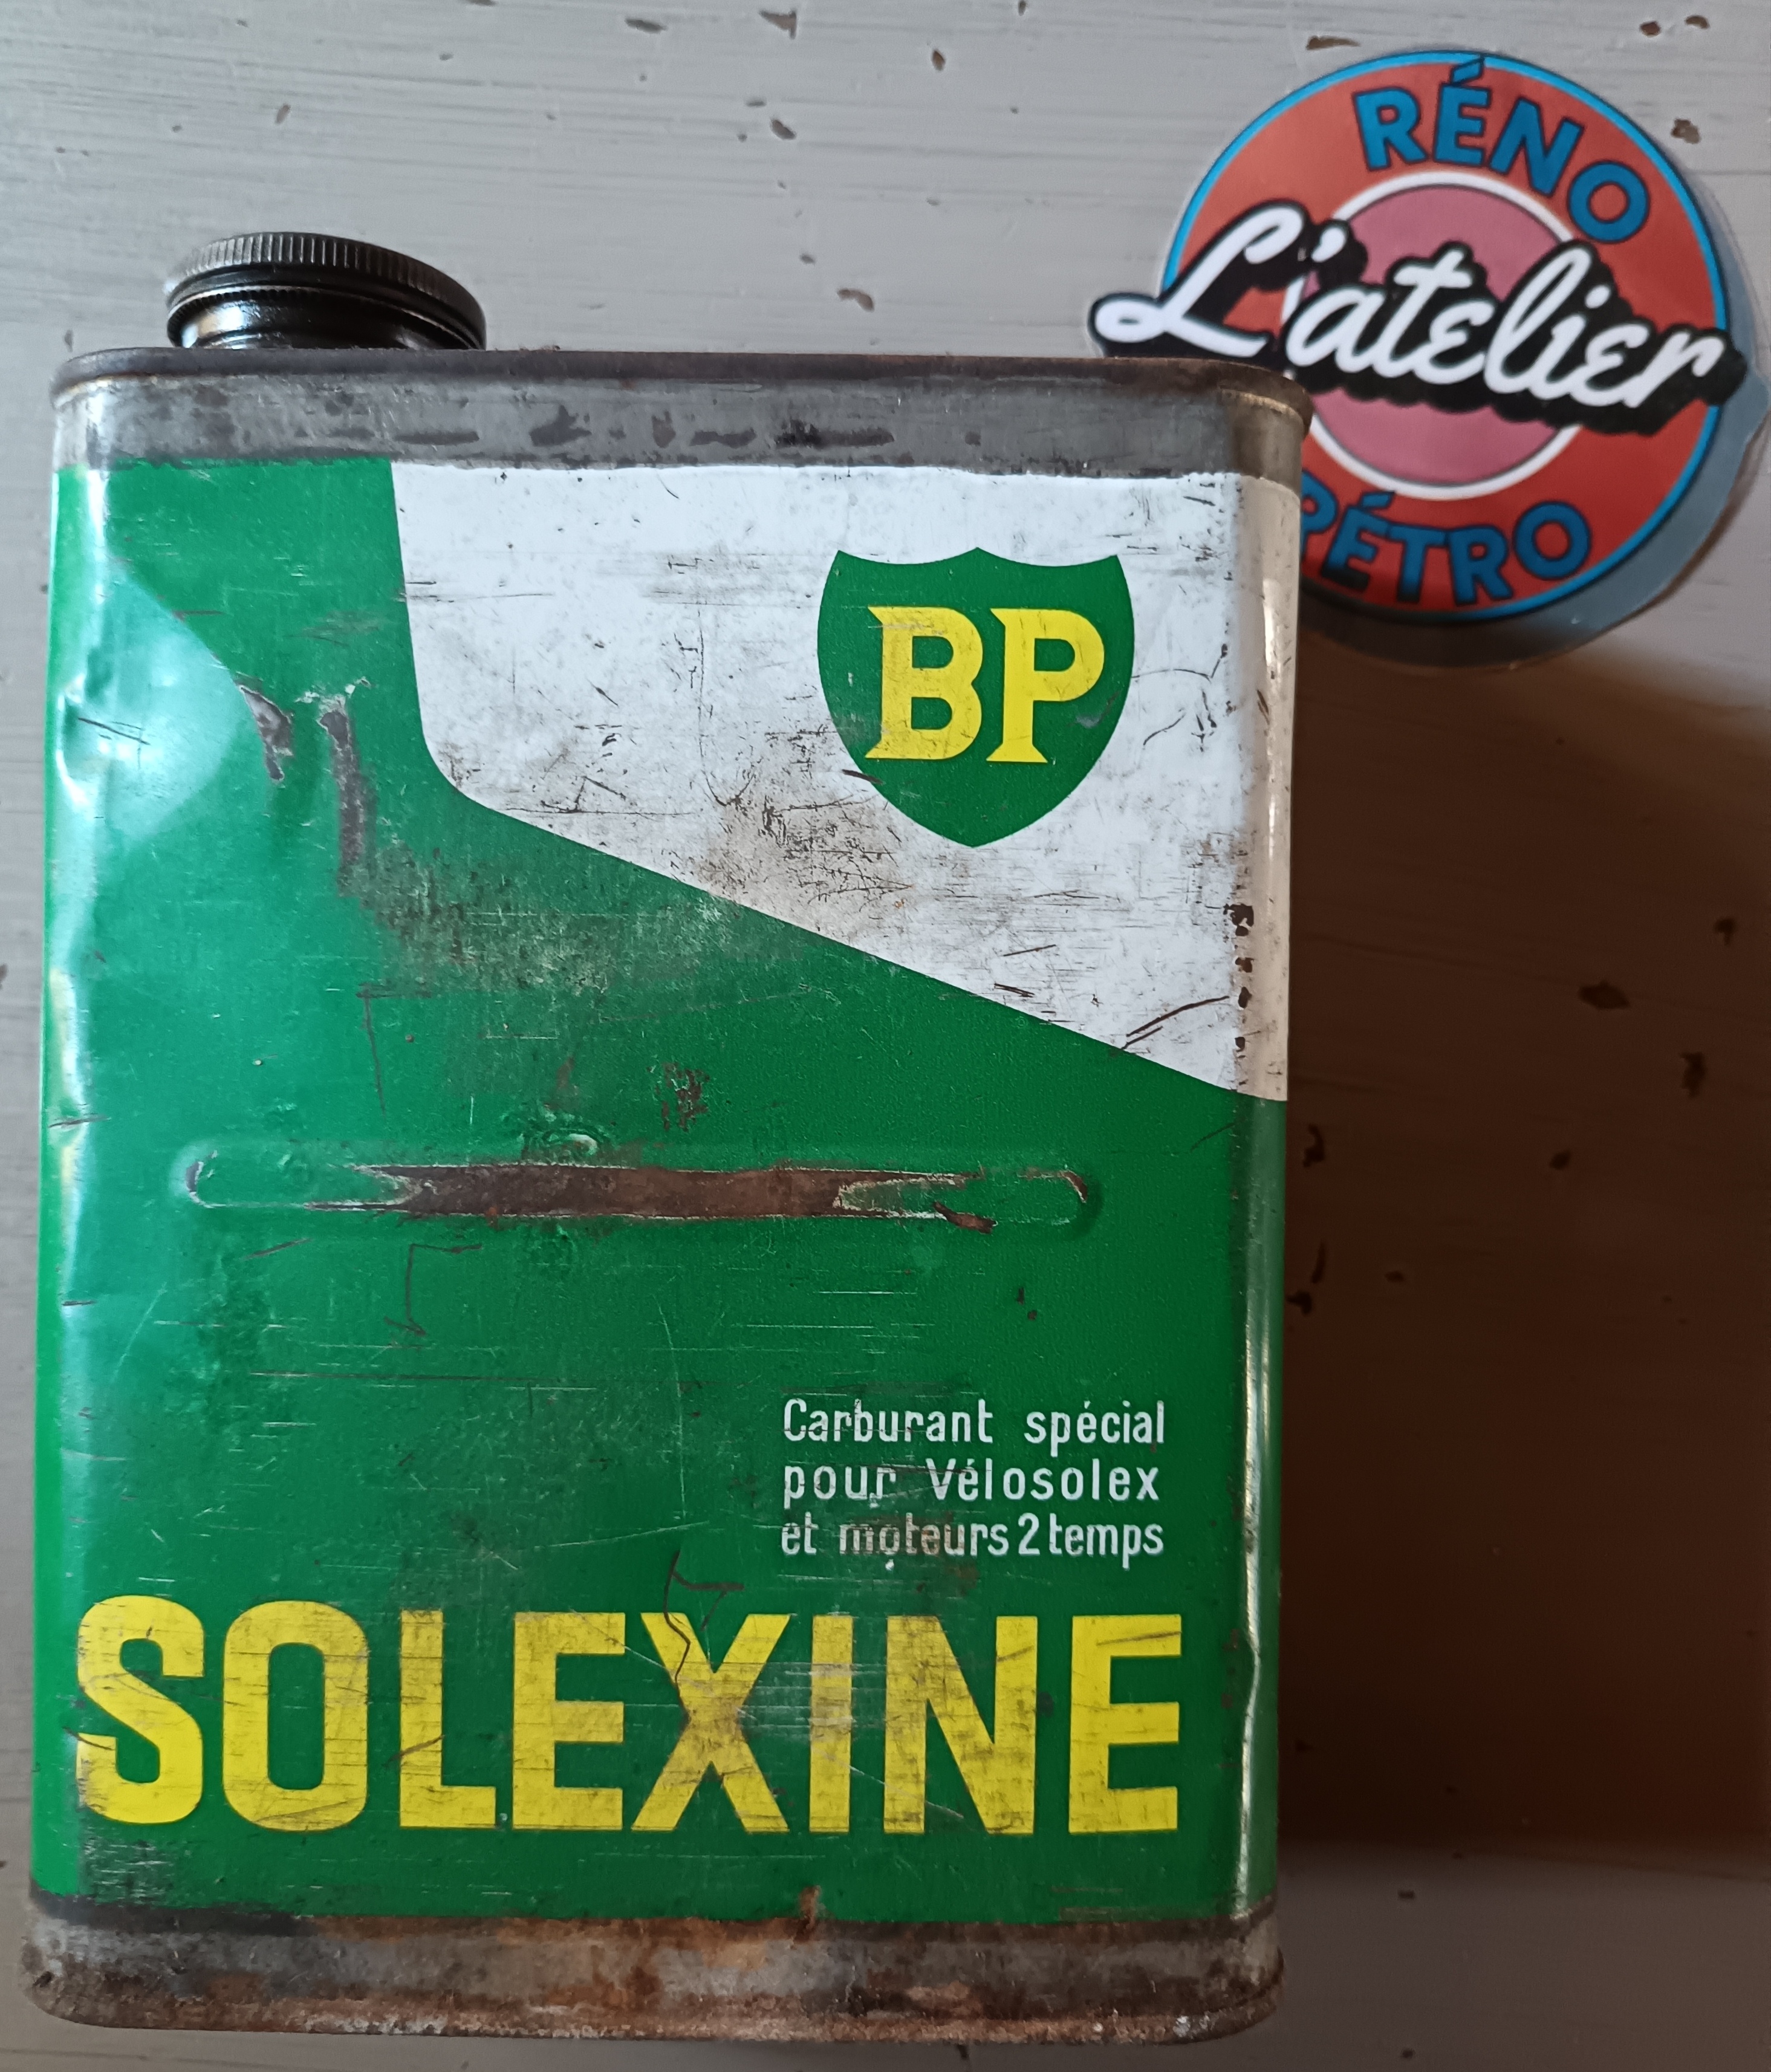 RÉNO
L'atelier
RÉTRO
BP
Carburant spécial
pour Vélosolex
et moteurs 2 temps
SOLEXINE